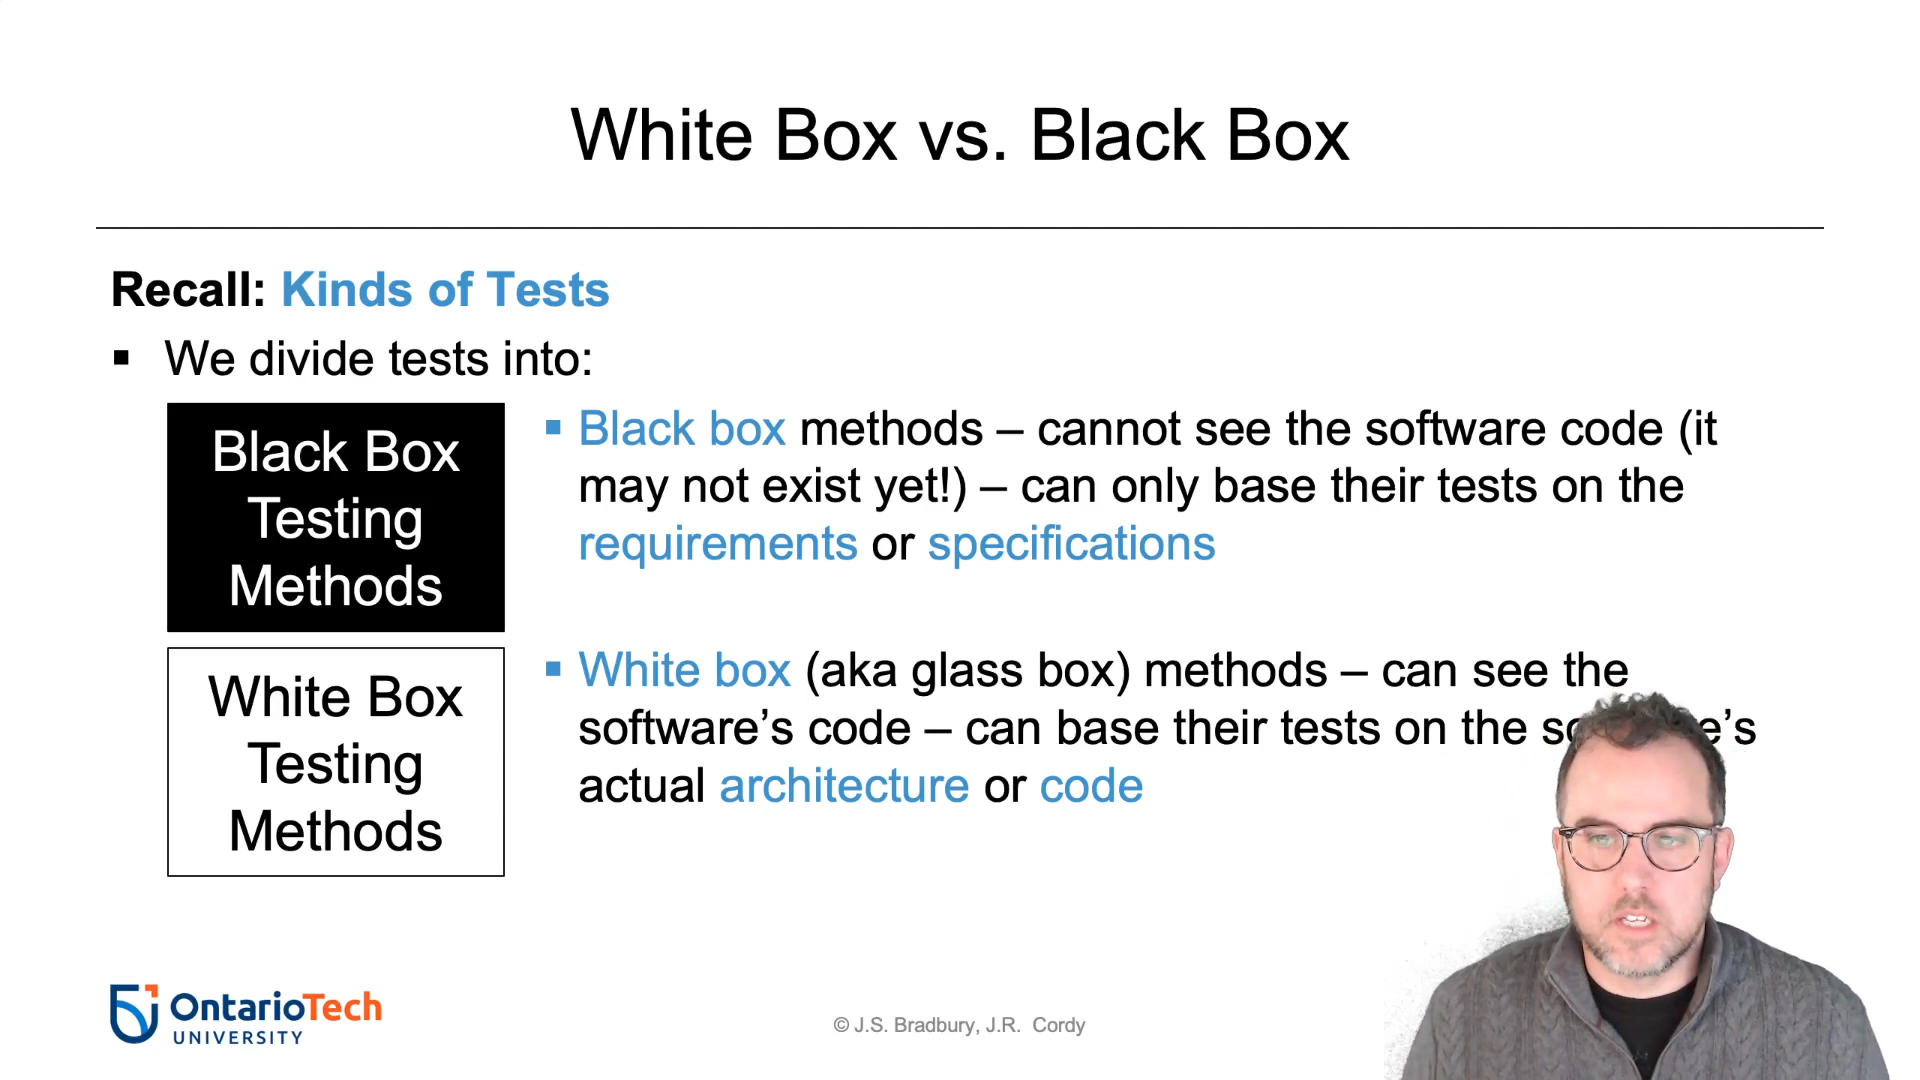 White Box vs. Black Box
Recall: Kinds of Tests
▪ We divide tests into:
Black Box
Testing
Methods
▪ Black box methods – cannot see the software code (it
may not exist yet!) – can only base their tests on the
requirements or specifications
White Box
Testing
Methods
▪ White box (aka glass box) methods – can see the
software’s code – can base their tests on the
actual architecture or code
OntarioTech
UNIVERSITY
© J.S. Bradbury, J.R. Cordy